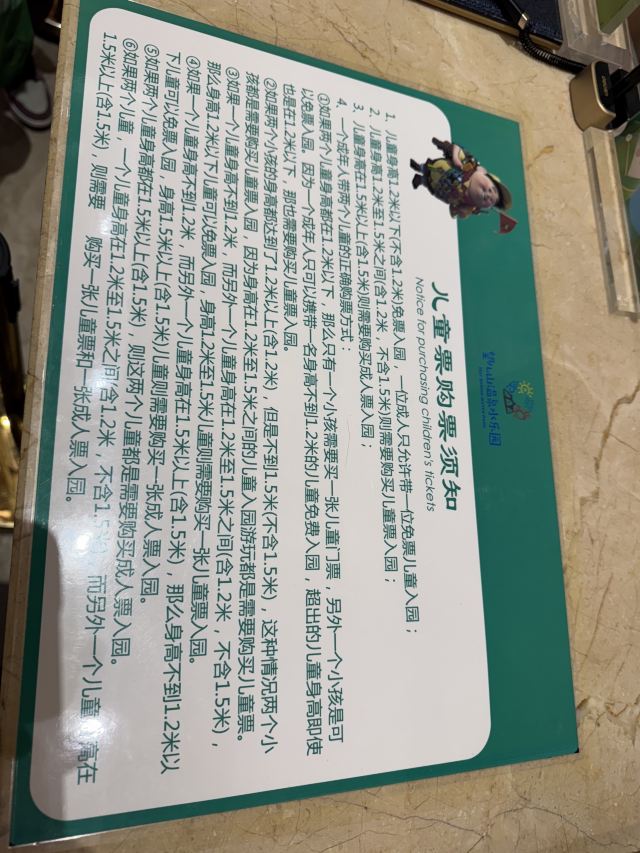 儿童票购票须知
Notice for purchasing children's tickets
1、儿童身高1.2米以下(不含1.2米)免票入园，一位成人只允许带一位免票儿童入园；
2、儿童身高1.2米至1.5米之间(含1.2米，不含1.5米)则需要购买儿童票入园；
3、儿童身高在1.5米以上(含1.5米)则需要购买成人票入园；
4、一个成年人带两个儿童的正确购票方式：
①如果两个儿童身高都在1.2米以下，那么只有一个小孩需要买一张儿童门票，另外一个小孩是可
以免票入园。因为一个成年人只可以携带一名身高不到1.2米的儿童免费入园，超出的儿童身高即使
也是在1.2米以下，那也需要购买儿童票入园。
②如果两个小孩的身高都达到了1.2米以上(含1.2米)，但是不到1.5米(不含1.5米)，这种情况两个小
孩都是需要购买儿童票入园，因为身高在1.2米至1.5米之间的儿童入园游玩都是需要购买儿童票。
③如果一个儿童身高不到1.2米，而另外一个儿童身高在1.2米至1.5米之间(含1.2米，不含1.5米)，
那么身高1.2米以下儿童可以免票入园，身高1.2米至1.5米儿童则需要购买一张儿童票入园。
④如果一个儿童身高不到1.2米，而另外一个儿童身高在1.5米以上(含1.5米)，那么身高不到1.2米以
下儿童可以免票入园，身高1.5米以上(含1.5米)儿童则需要购买一张成人票入园。
⑤如果两个儿童身高都在1.5米以上(含1.5米)，则这两个儿童都是需要购买成人票入园。
⑥如果两个儿童，一个儿童身高在1.2米至1.5米之间(含1.2米，不含1.5米)，而另外一个儿童身高在
1.5米以上(含1.5米)，则需要购买一张儿童票和一张成人票入园。